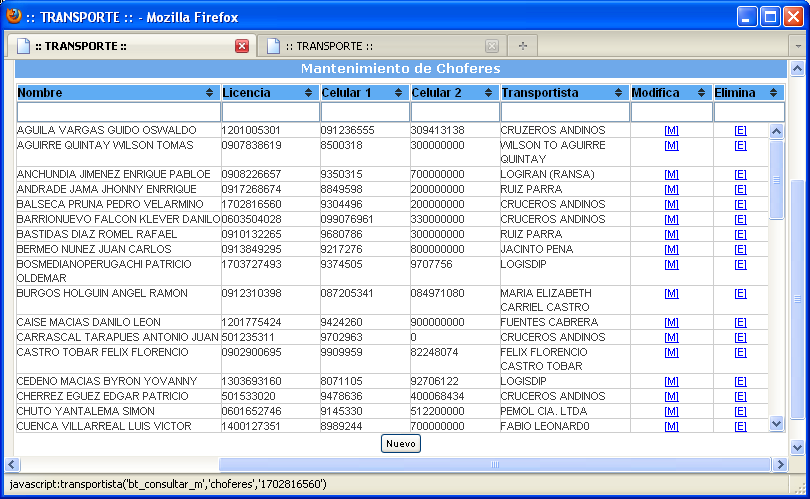 :: TRANSPORTE :: - Mozilla Firefox
:: TRANSPORTE :: :: TRANSPORTE ::
Mantenimiento de Choferes
Nombre Licencia Celular 1 Celular 2 Transportista Modifica Elimina
AGUILA VARGAS GUIDO OSWALDO 1201005301 091236555 309413138 CRUZEROS ANDINOS [M] [E]
AGUIRRE QUINTAY WILSON TOMAS 0907838619 8500318 300000000 WILSON TO AGUIRRE [M] [E]
QUINTAY
ANCHUNDIA JIMENEZ ENRIQUE PABLOE 0908226657 9350315 700000000 LOGIRAN (RANSA) [M] [E]
ANDRADE JAMA JHONNY ENRRIQUE 0917268674 8849598 200000000 RUIZ PARRA [M] [E]
BALSECA PRUNA PEDRO VELARMINO 1702816560 9304496 200000000 CRUCEROS ANDINOS [M] [E]
BARRIONUEVO FALCON KLEVER DANILO 0603504028 099076961 330000000 CRUCEROS ANDINOS [M] [E]
BASTIDAS DIAZ ROMEL RAFAEL 0910132265 9680786 300000000 RUIZ PARRA [M] [E]
BERMEO NUNEZ JUAN CARLOS 0913849295 9217276 800000000 JACINTO PENA [M] [E]
BOSMEDIANOPERUGACHI PATRICIO 1703727493 9374505 9707756 LOGISDIP [M] [E]
OLDEMAR
BURGOS HOLGUIN ANGEL RAMON 0912310398 087205341 084971080 MARIA ELIZABETH [M] [E]
CARRIEL CASTRO
CAISE MACIAS DANILO LEON 1201775424 9424260 900000000 FUENTES CABRERA [M] [E]
CARRASCAL TARAPUES ANTONIO JUAN 501235311 9702963 0 CRUCEROS ANDINOS [M] [E]
CASTRO TOBAR FELIX FLORENCIO 0902900695 9909959 82248074 FELIX FLORENCIO [M] [E]
CASTRO TOBAR
CEDENO MACIAS BYRON YOVANNY 1303693160 8071105 92706122 LOGISDIP [M] [E]
CHERREZ EGUEZ EDGAR PATRICIO 501533020 9478636 400068434 CRUCEROS ANDINOS [M] [E]
CHUTO YANTALEMA SIMON 0601652746 9145330 512200000 PEMOL CIA. LTDA [M] [E]
CUENCA VILLARREAL LUIS VICTOR 1400127351 8989244 700000000 FABIO LEONARD0 [M] [E]
Nuevo
javascript:transportista('bt_consultar_m','choferes','1702816560')